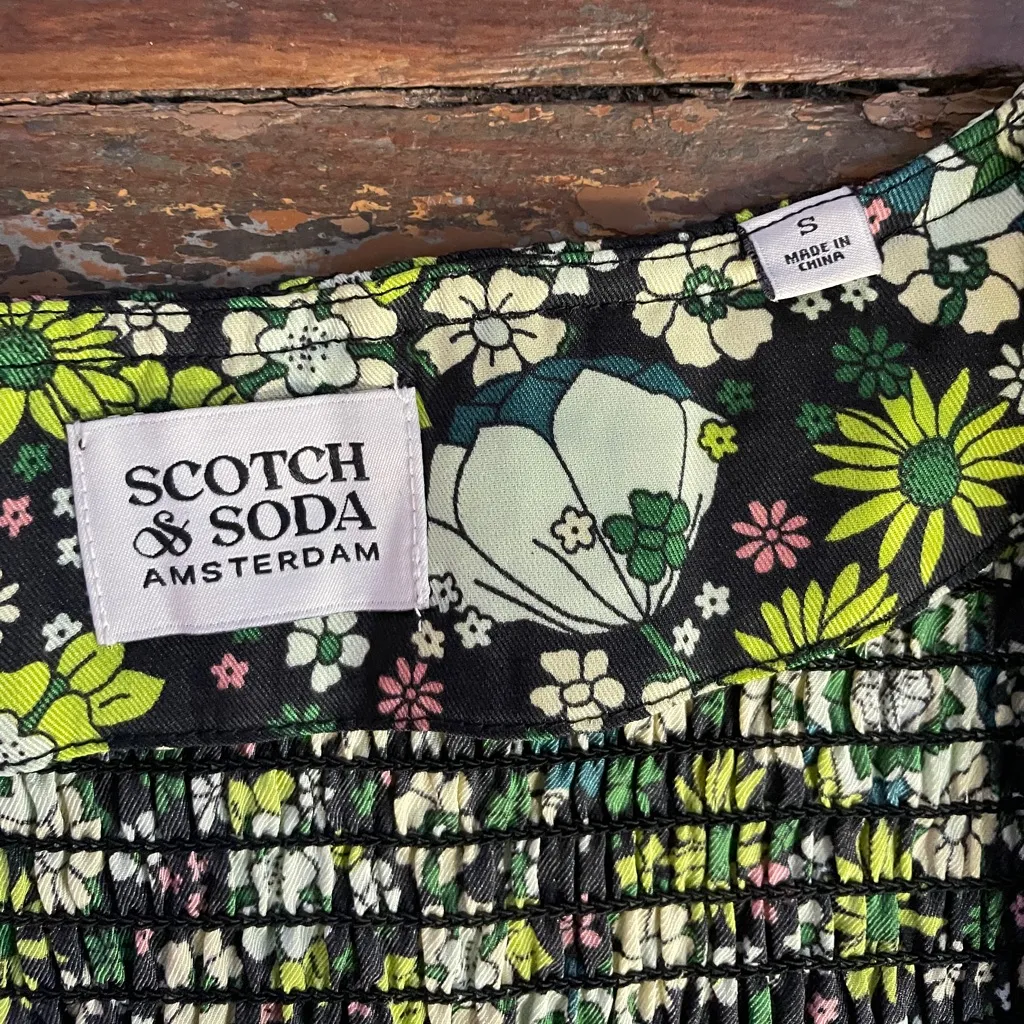 SCOTCH
& SODA
AMSTERDAM
S
MADE IN
CHINA